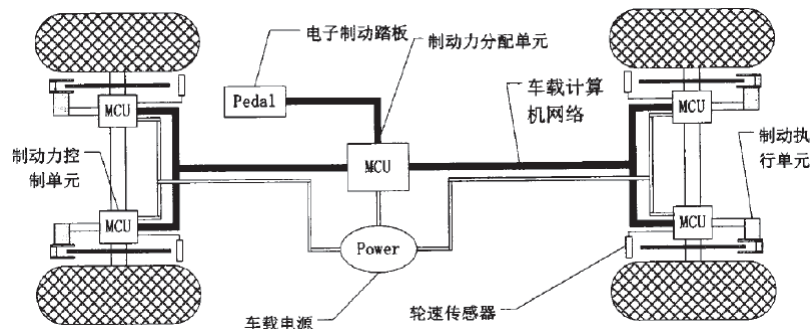 电子制动踏板
制动力分配单元
Pedal
车载计算
机网络
MCU
MCU
MCU
制动力控
制单元
制动执
行单元
MCU
MCU
Power
车载电源
轮速传感器